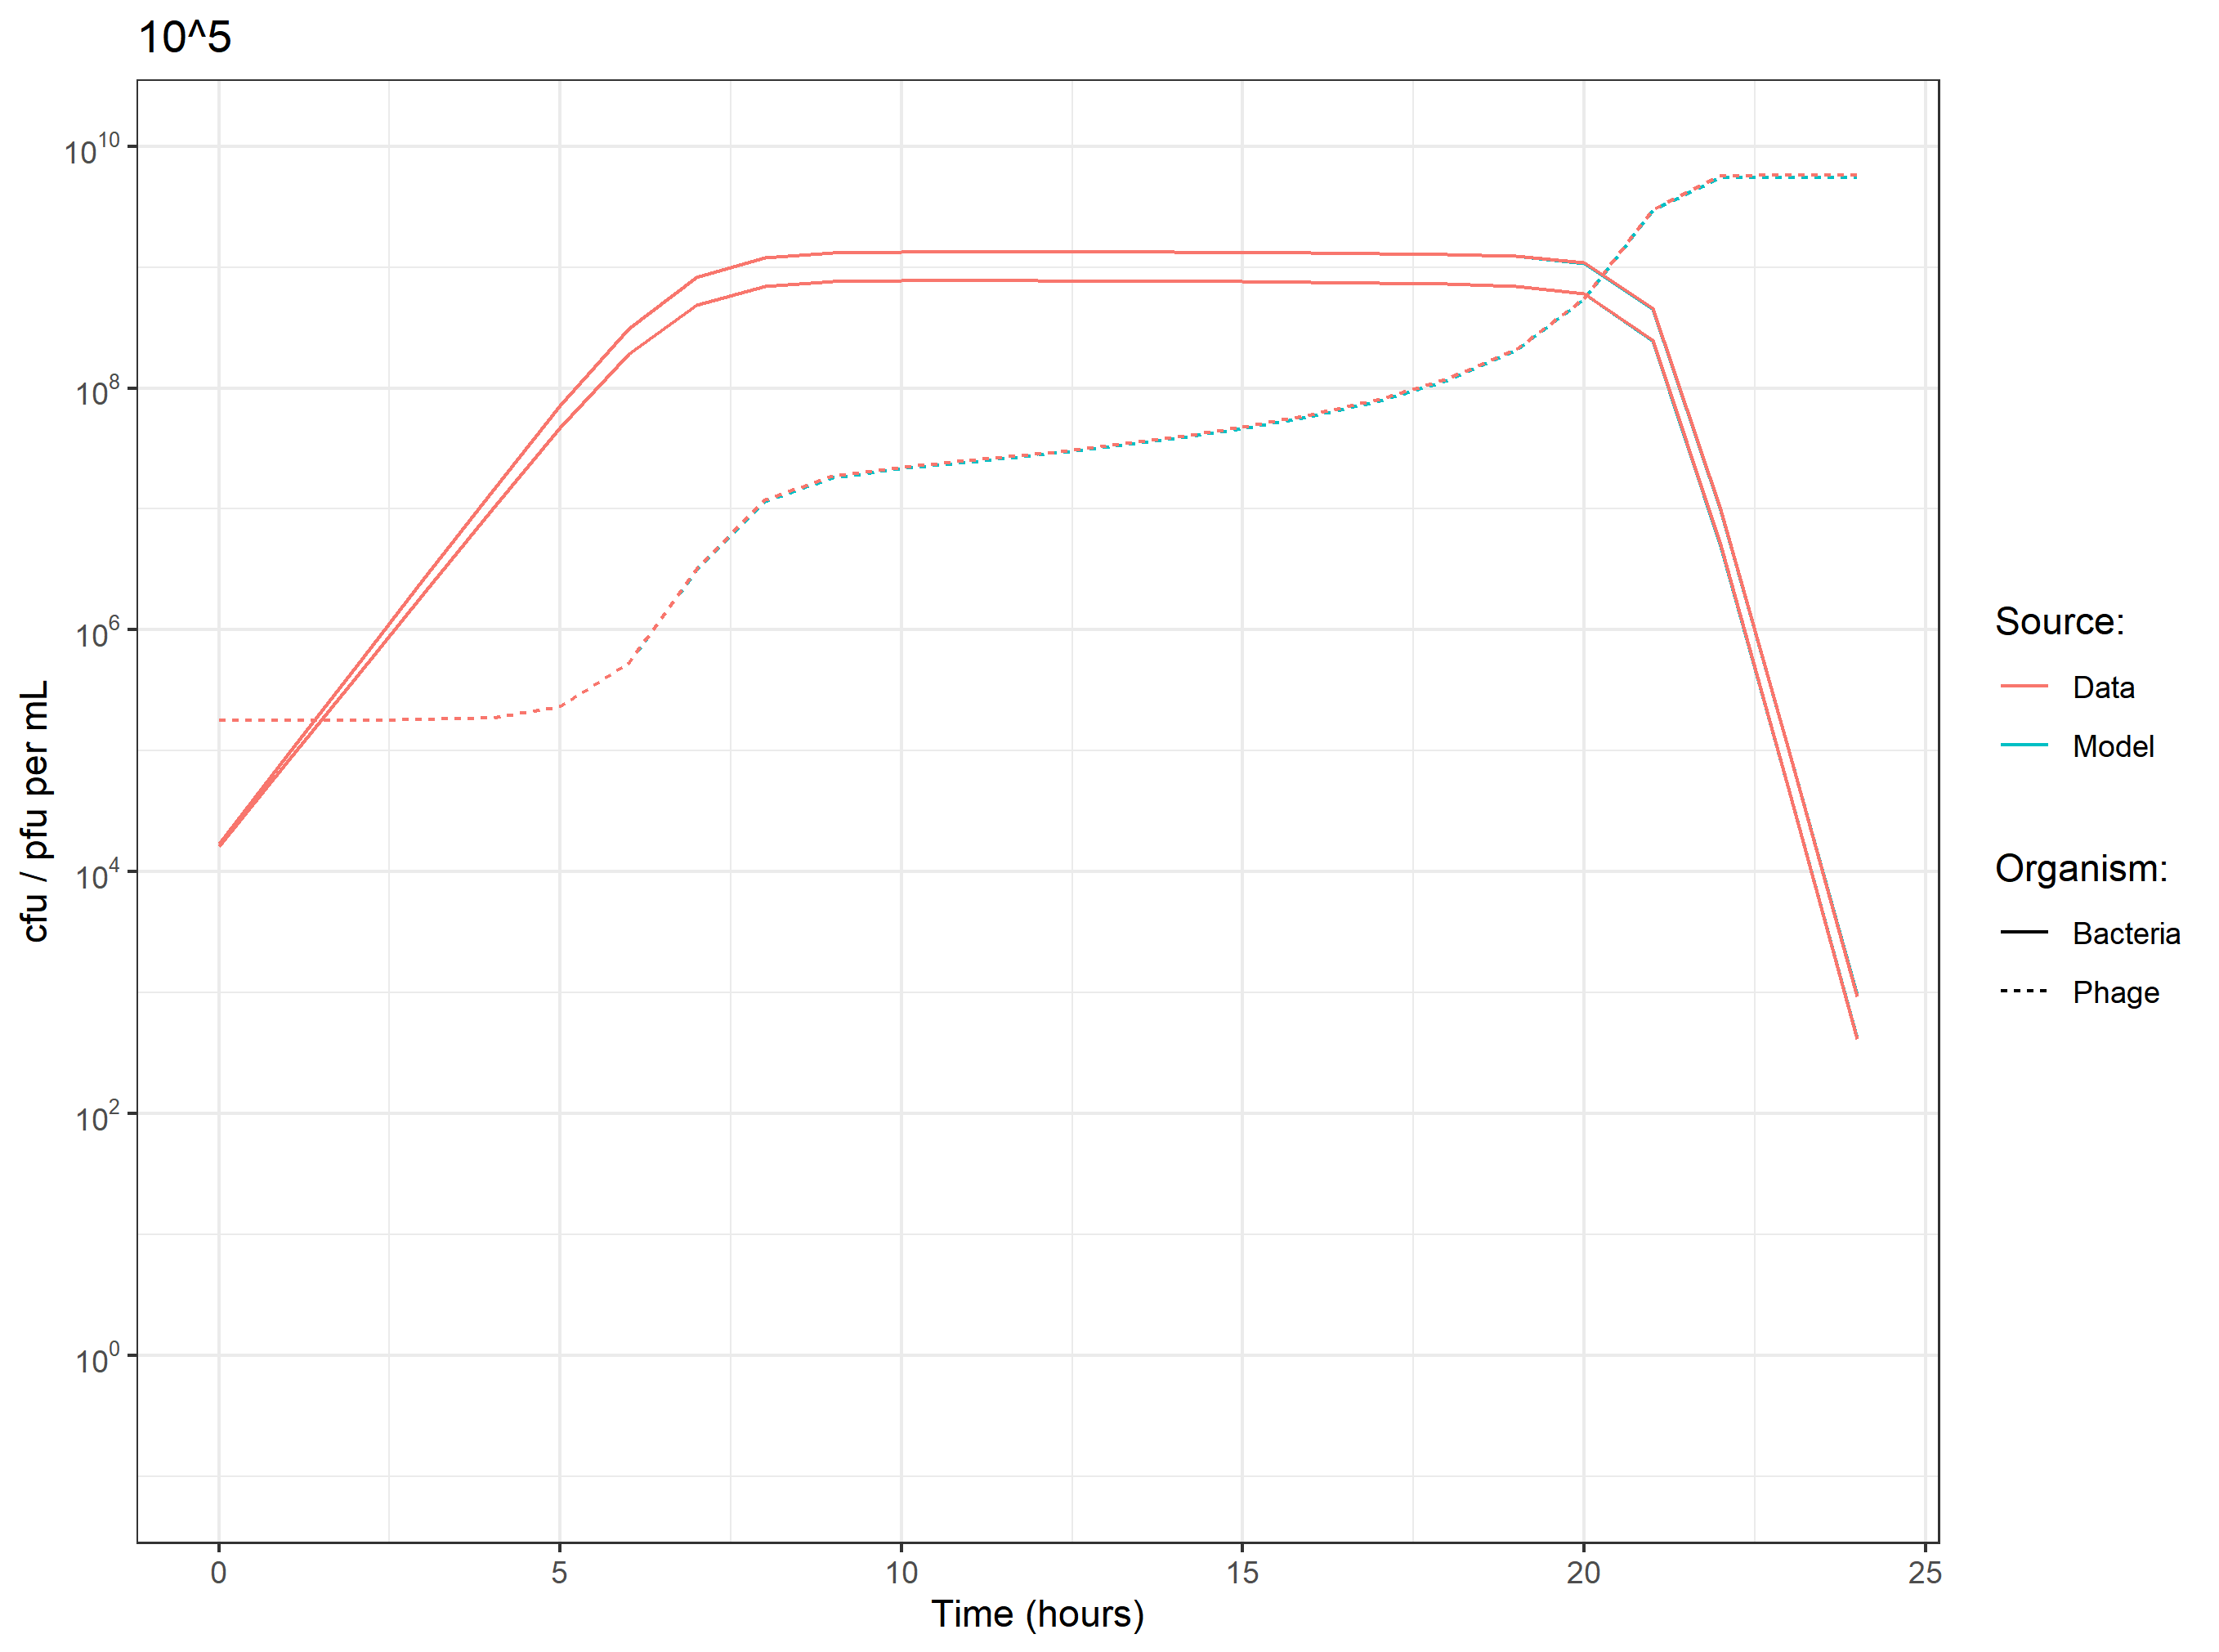 10^5
cfu / pfu per mL
10^10
10^8
10^6
10^4
10^2
10^0
0 5 10 15 20 25
Time (hours)
Source:
Data
Model
Organism:
Bacteria
Phage